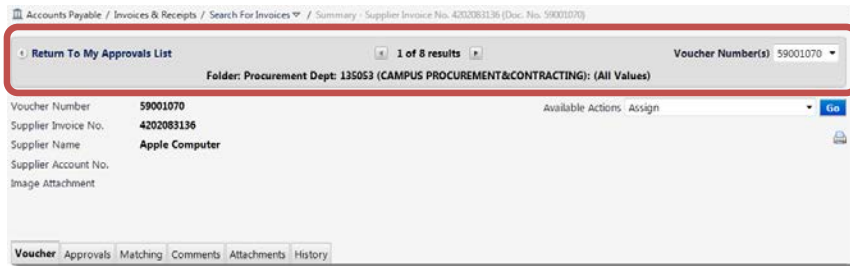 Accounts Payable / Invoices & Receipts / Search For Invoices / Summary - Supplier Invoice No. 4202083136 (Doc. No. 59001070)
Return To My Approvals List 1 of 8 results Voucher Number(s) 59001070
Folder: Procurement Dept: 135053 (CAMPUS PROCUREMENT&CONTRACTING): (All Values)
Voucher Number 59001070 Available Actions Assign Go
Supplier Invoice No. 4202083136
Supplier Name Apple Computer
Supplier Account No.
Image Attachment
Voucher Approvals Matching Comments Attachments History